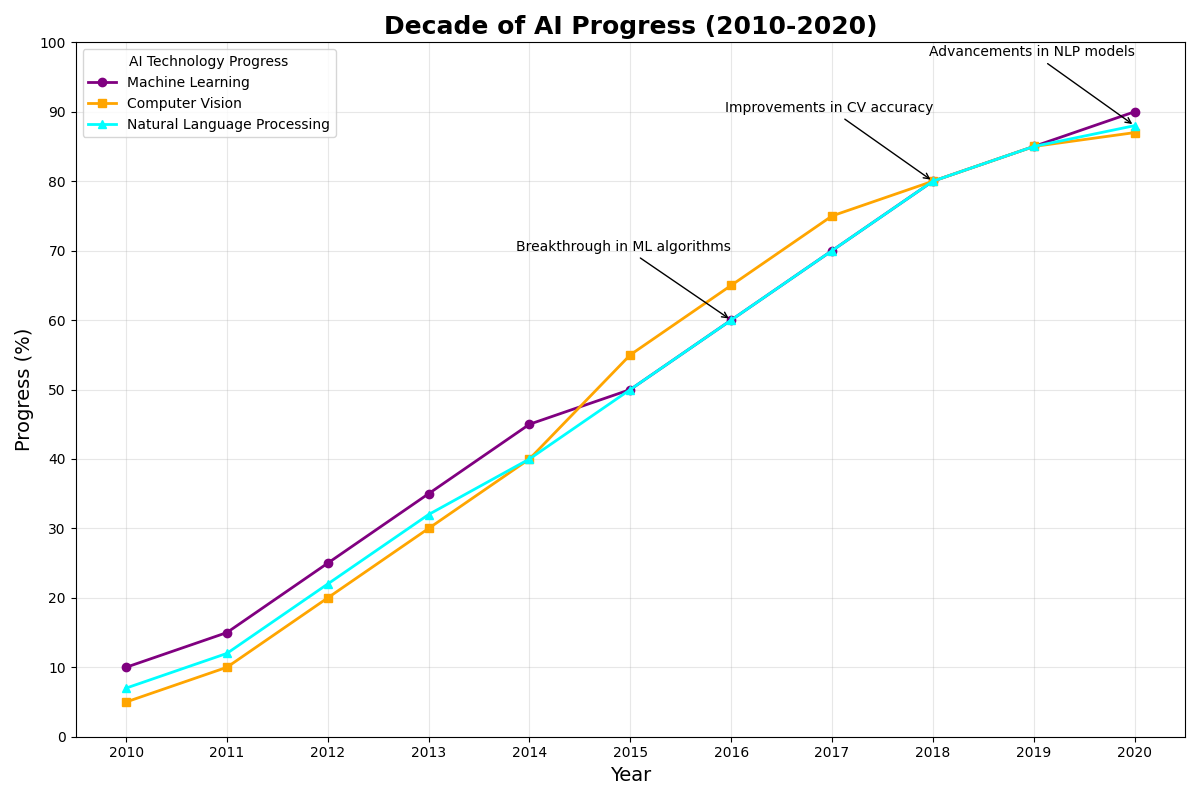 Decade of AI Progress (2010-2020)
AI Technology Progress
Machine Learning
Computer Vision
Natural Language Processing
Advancements in NLP models
Improvements in CV accuracy
Breakthrough in ML algorithms
Progress (%)
100
90
80
70
60
50
40
30
20
10
0
2010 2011 2012 2013 2014 2015 2016 2017 2018 2019 2020
Year